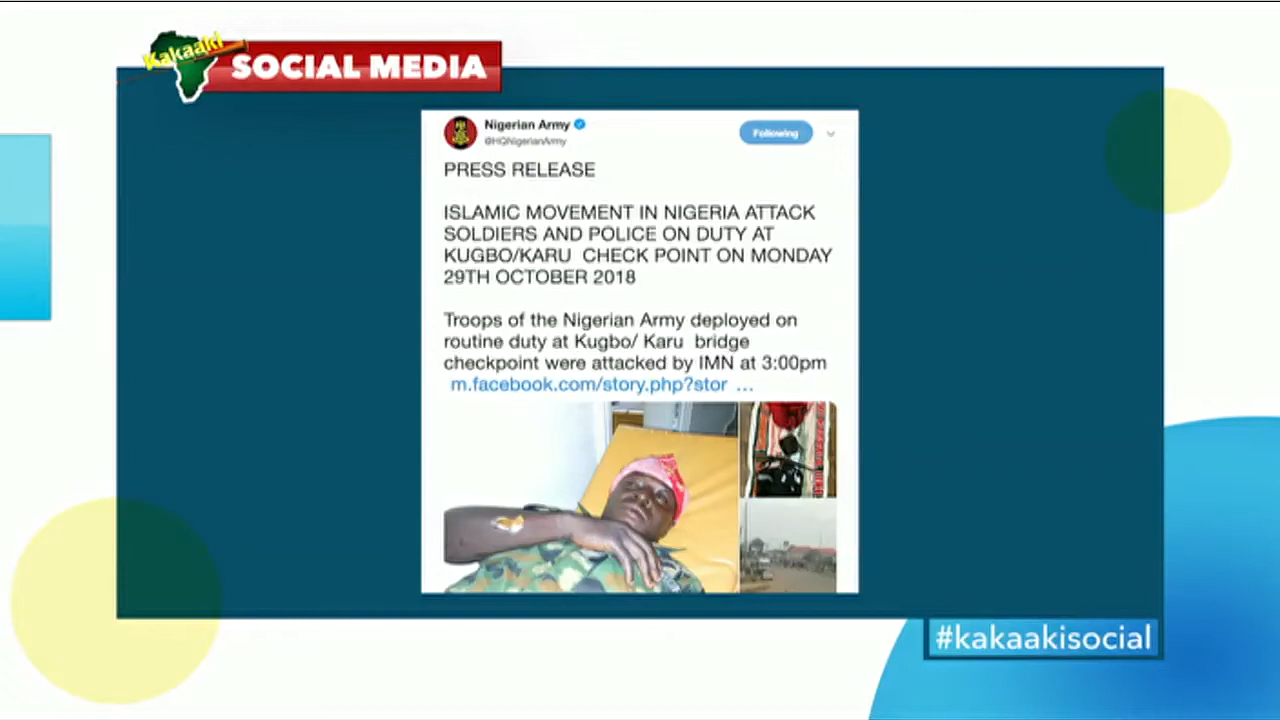 Kakaaki
SOCIAL MEDIA
Nigerian Army
@HQNigerianArmy
Following
PRESS RELEASE
ISLAMIC MOVEMENT IN NIGERIA ATTACK
SOLDIERS AND POLICE ON DUTY AT
KUGBO/KARU CHECK POINT ON MONDAY
29TH OCTOBER 2018
Troops of the Nigerian Army deployed on
routine duty at Kugbo/ Karu bridge
checkpoint were attacked by IMN at 3:00pm
m.facebook.com/story.php?stor ...
#kakaakisocial